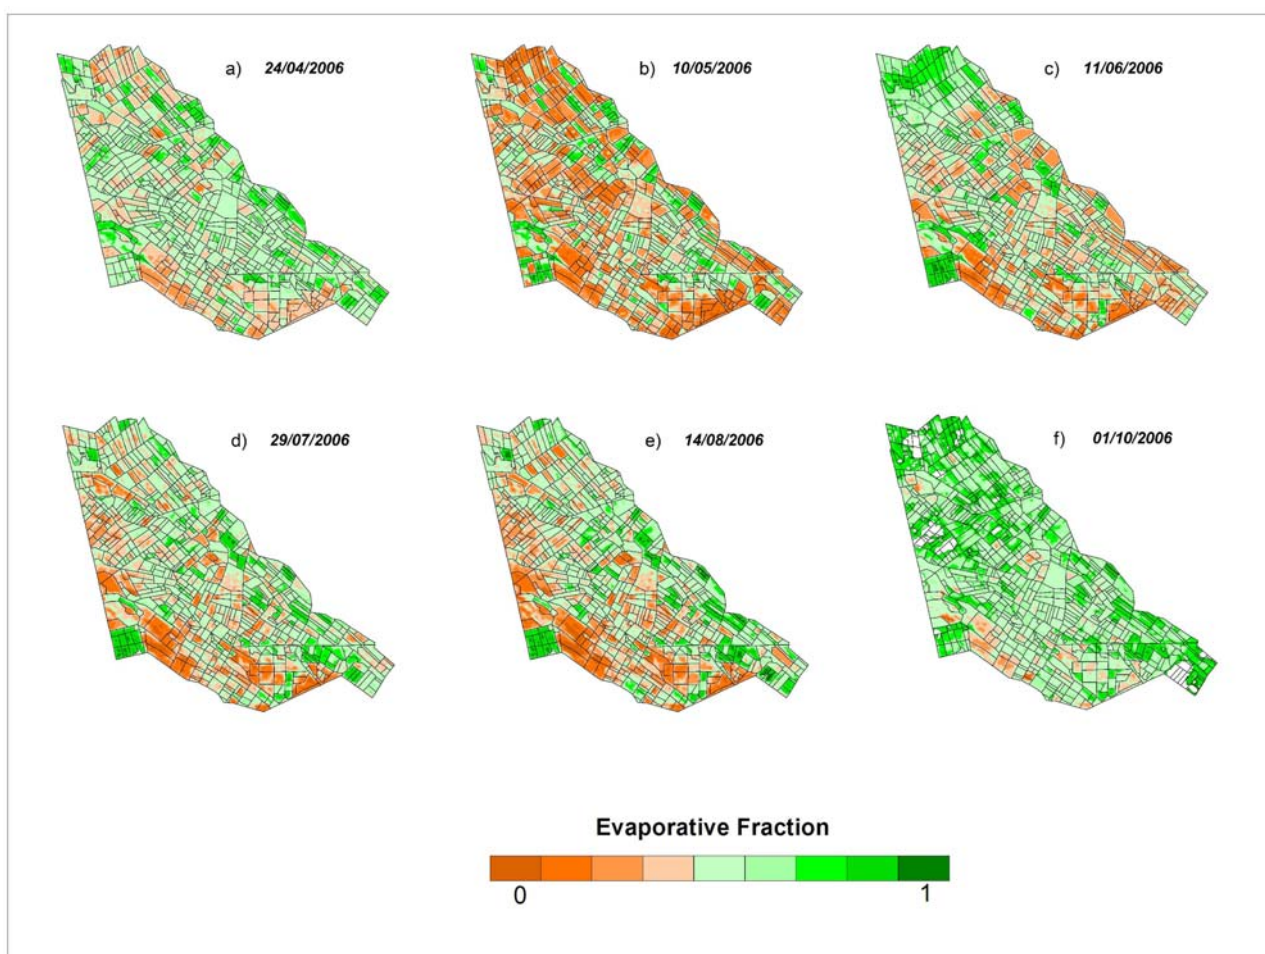 a) 24/04/2006
b) 10/05/2006
c) 11/06/2006
d) 29/07/2006
e) 14/08/2006
f) 01/10/2006
Evaporative Fraction
0 1